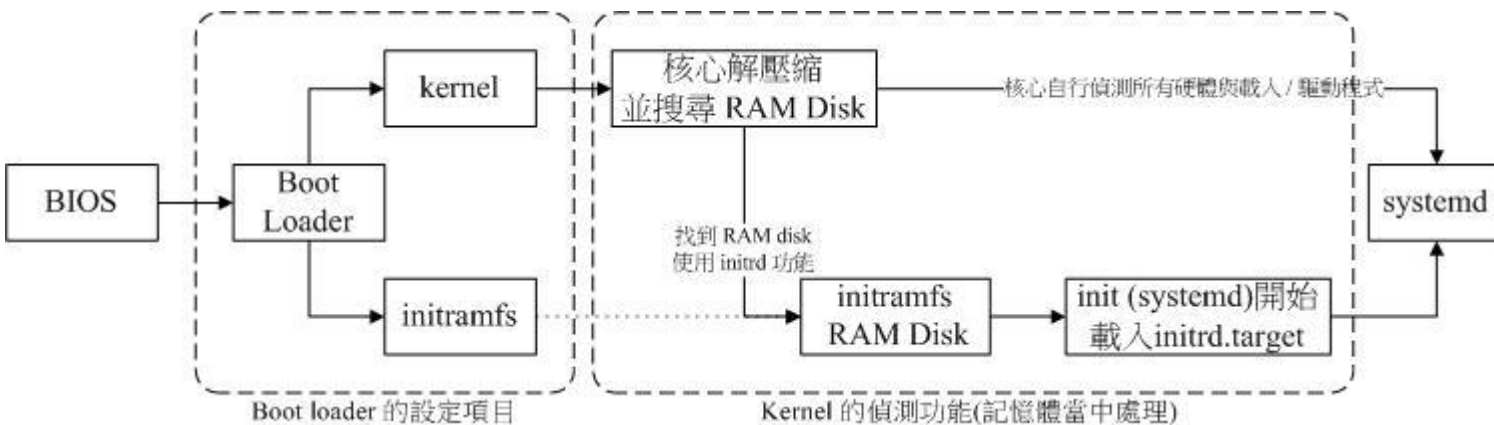 BIOS
Boot
Loader
kernel
initramfs
Boot loader 的設定項目
核心解壓縮
並搜尋 RAM Disk
核心自行偵測所有硬體與載入 / 驅動程式
找到 RAM disk
使用 initrd 功能
initramfs
RAM Disk
init (systemd)開始
載入initrd.target
Kernel 的偵測功能(記憶體當中處理)
systemd